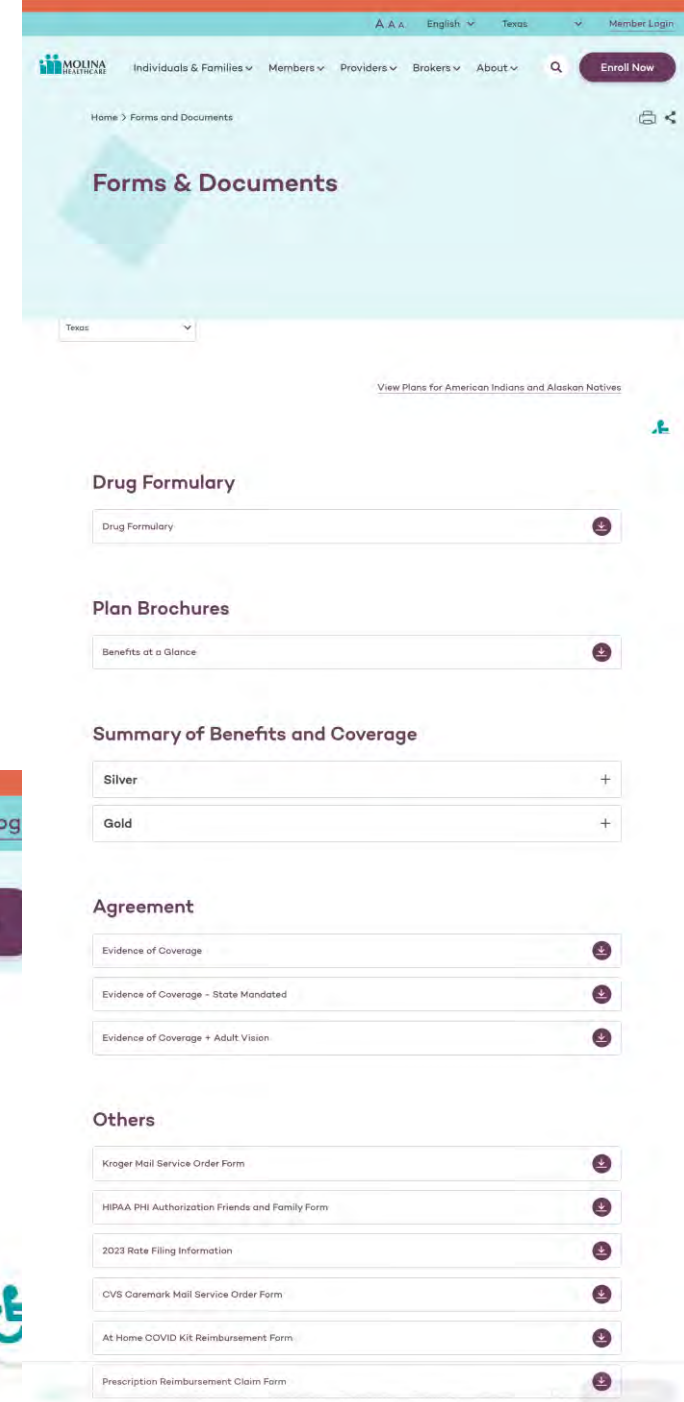 A A A English Texas Member Login
MOLINA
HEALTHCARE
Individuals & Families Members Providers Brokers About Enroll Now
Home > Forms and Documents
Forms & Documents
Texas
View Plans for American Indians and Alaskan Natives
Drug Formulary
Drug Formulary
Plan Brochures
Benefits at a Glance
Summary of Benefits and Coverage
Silver +
Gold +
og
Agreement
Evidence of Coverage
Evidence of Coverage - State Mandated
Evidence of Coverage + Adult Vision
Others
Kroger Mail Service Order Form
HIPAA PHI Authorization Friends and Family Form
2023 Rate Filing Information
CVS Caremark Mail Service Order Form
At Home COVID Kit Reimbursement Form
Prescription Reimbursement Claim Form